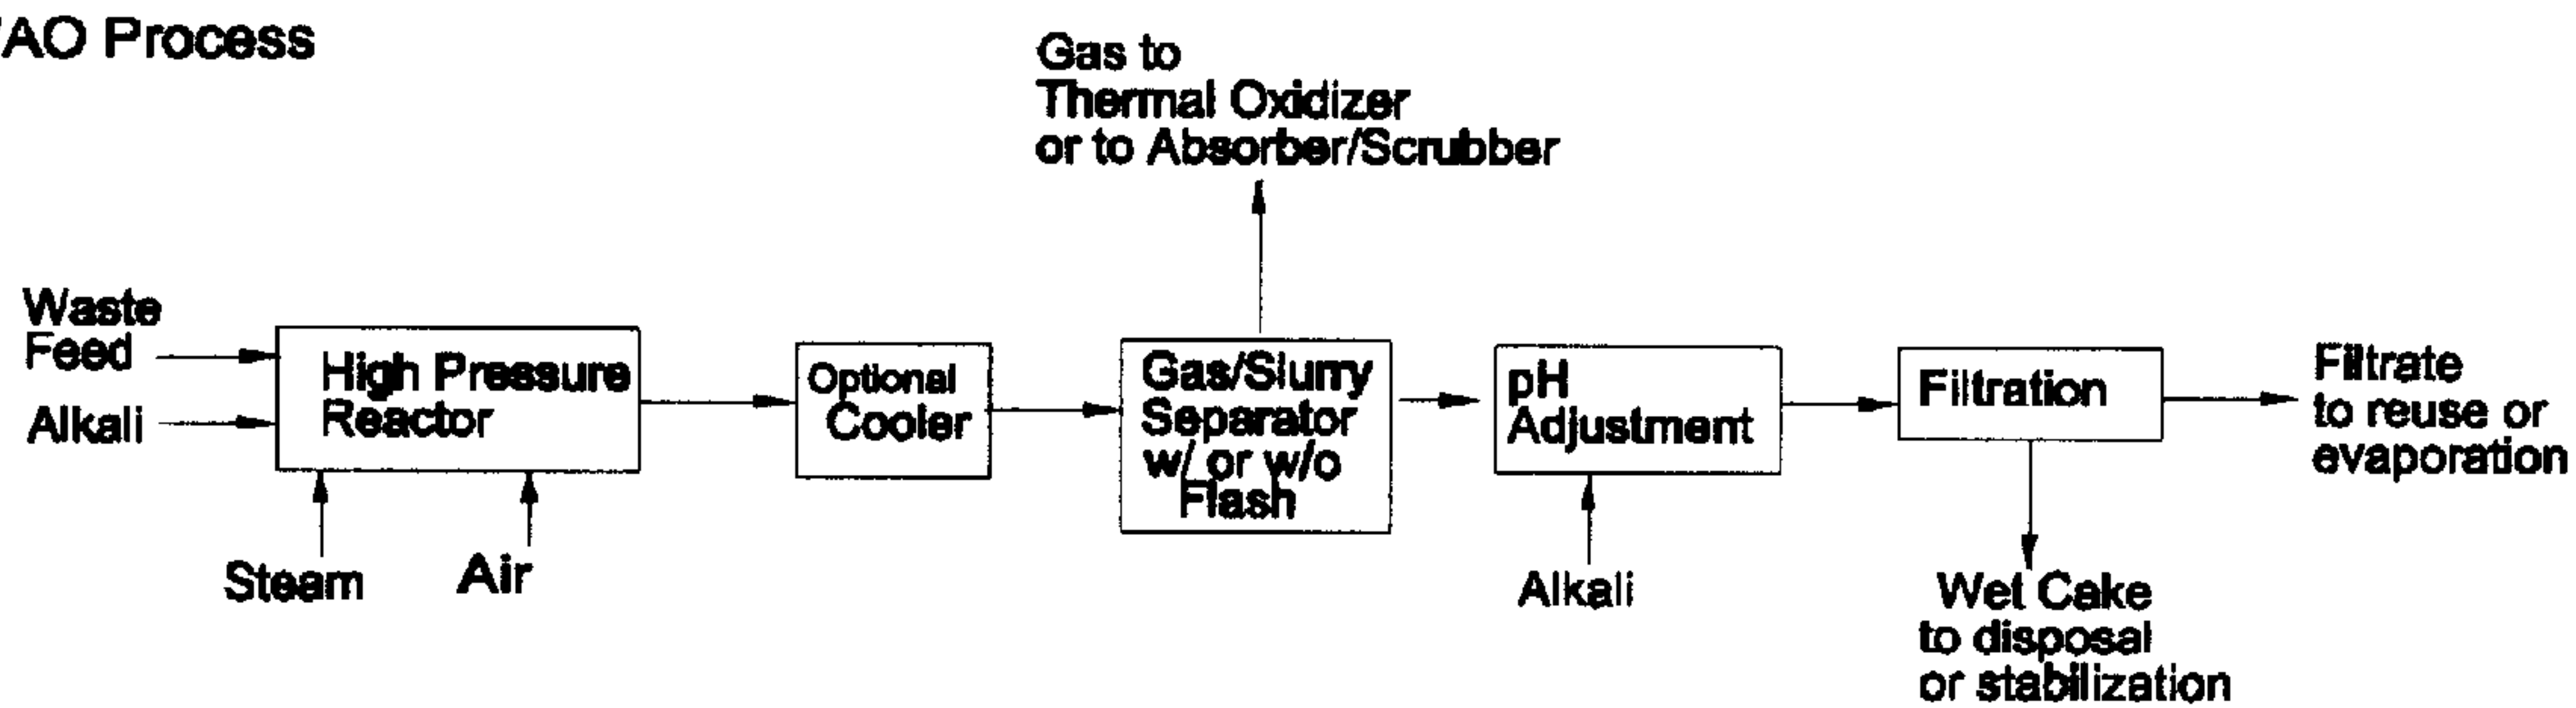 AO Process
Gas to
Thermal Oxidizer
or to Absorber/Scrubber
Waste
Feed
Alkali
High Pressure
Reactor
Steam
Air
Optional
Cooler
Gas/Slurry
Separator
w/ or w/o
Flash
pH
Adjustment
Alkali
Filtration
Filtrate
to reuse or
evaporation
Wet Cake
to disposal
or stabilization